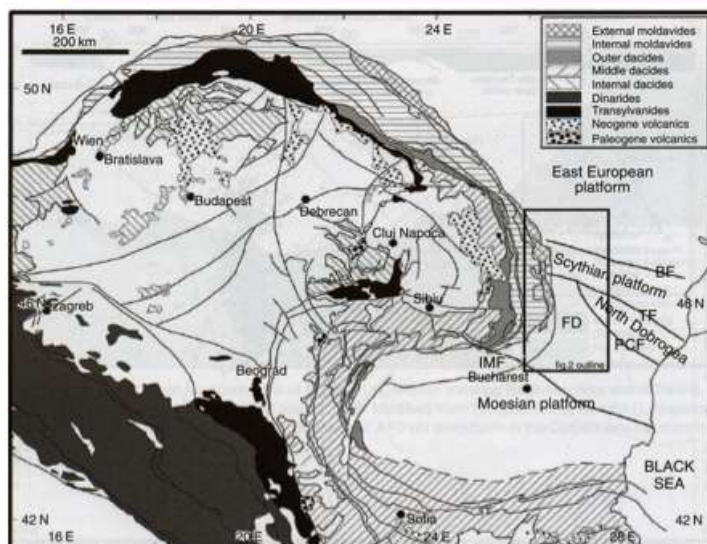 16 E
20 E
24 E
200 km
50 N
External moldavides
Internal moldavides
Outer dacides
Middle dacides
Internal dacides
Dinarides
Transylvanides
Neogene volcanics
Paleogene volcanics
East European
platform
Wien
Bratislava
Budapest
Debrecan
Cluj Napoca
BF
Scythian platform
46 N
Zagreb
Sibiu
FD
TF
North Dobrogea
PCF
Beograd
IMF
fig.2 outline
Bucharest
Moesian platform
BLACK
SEA
42 N
Sofia
42 N
16 E
20 E
24 E
28 E